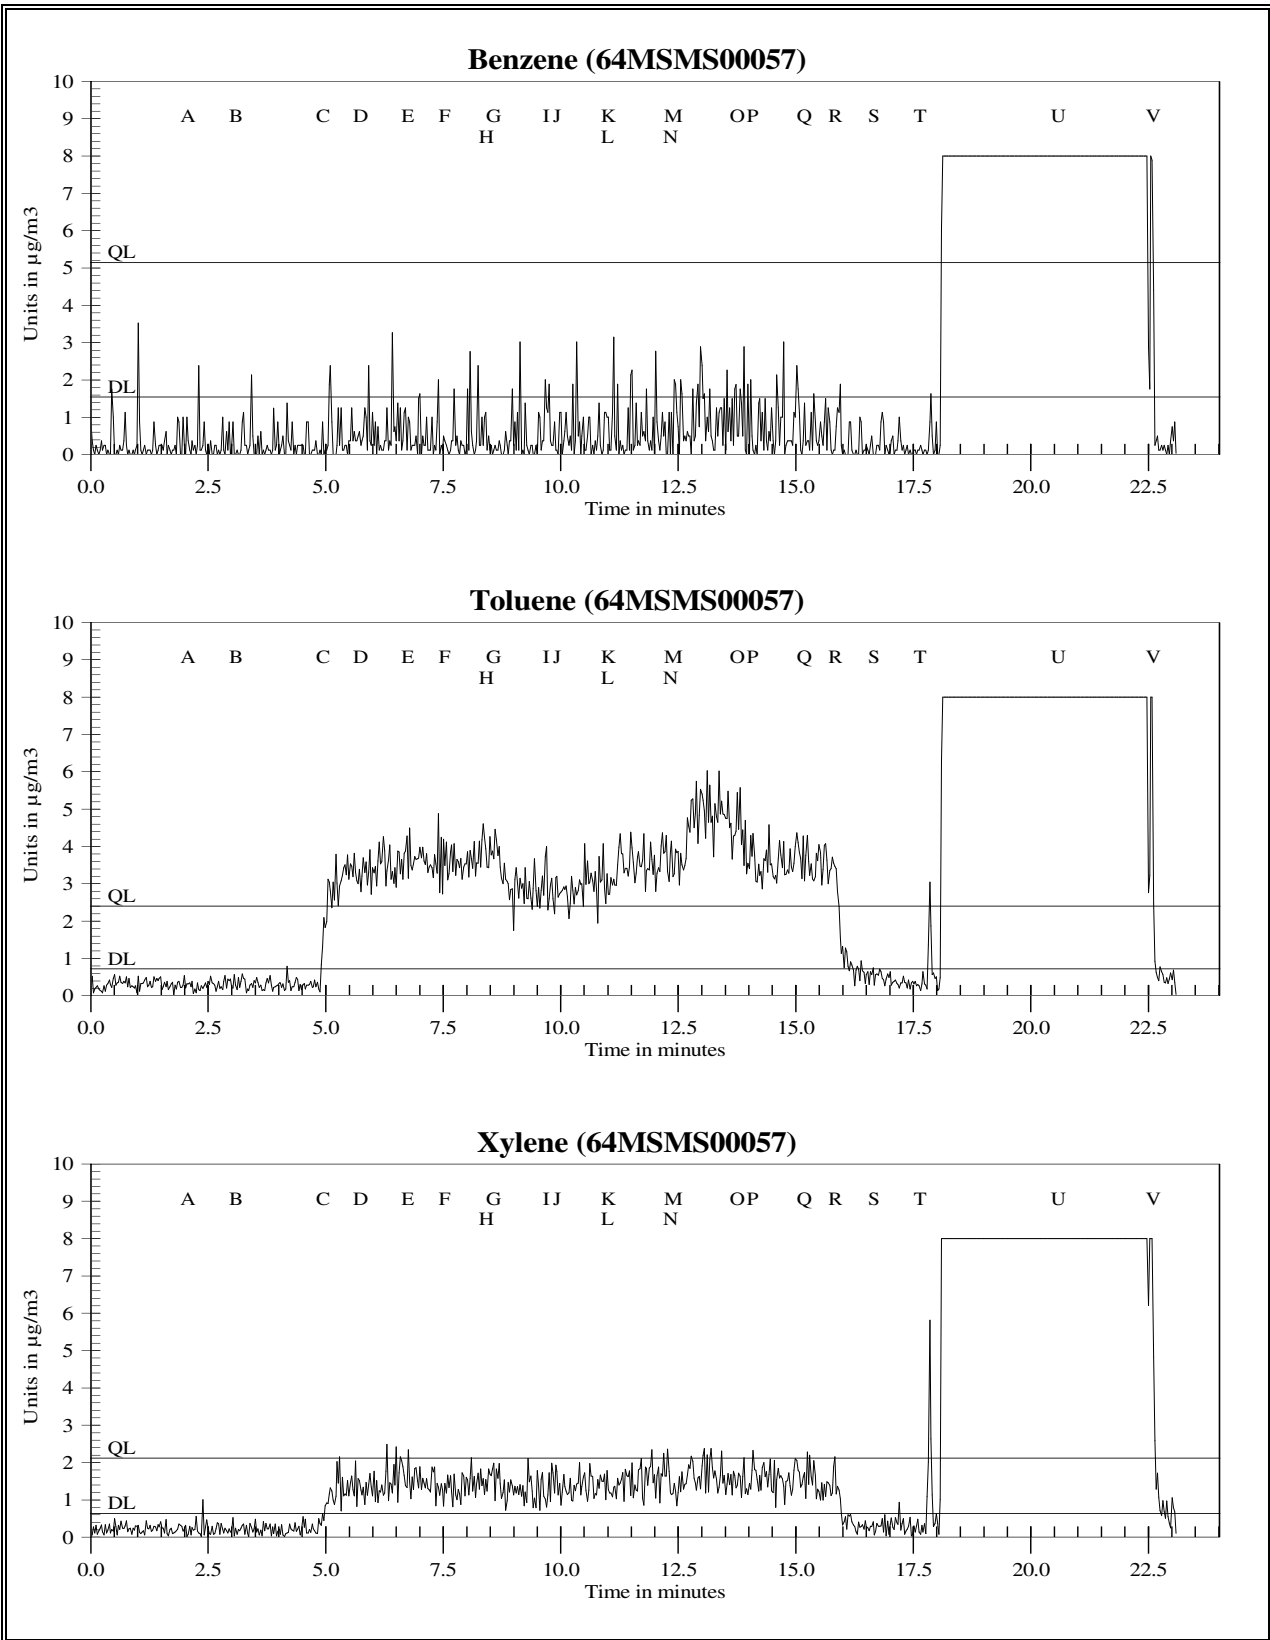 Benzene (64MSMS00057)
10
A B C D E F G I J K M O P Q R S T U V
9
H L N
8
7
6
QL
5
4
3
DL
2
1
0
Units in µg/m3
0.0 2.5 5.0 7.5 10.0 12.5 15.0 17.5 20.0 22.5
Time in minutes
Toluene (64MSMS00057)
10
A B C D E F G I J K M O P Q R S T U V
9
H L N
8
7
6
5
4
3
QL
2
DL
1
0
Units in µg/m3
0.0 2.5 5.0 7.5 10.0 12.5 15.0 17.5 20.0 22.5
Time in minutes
Xylene (64MSMS00057)
10
A B C D E F G I J K M O P Q R S T U V
9
H L N
8
7
6
5
4
3
QL
2
DL
1
0
Units in µg/m3
0.0 2.5 5.0 7.5 10.0 12.5 15.0 17.5 20.0 22.5
Time in minutes